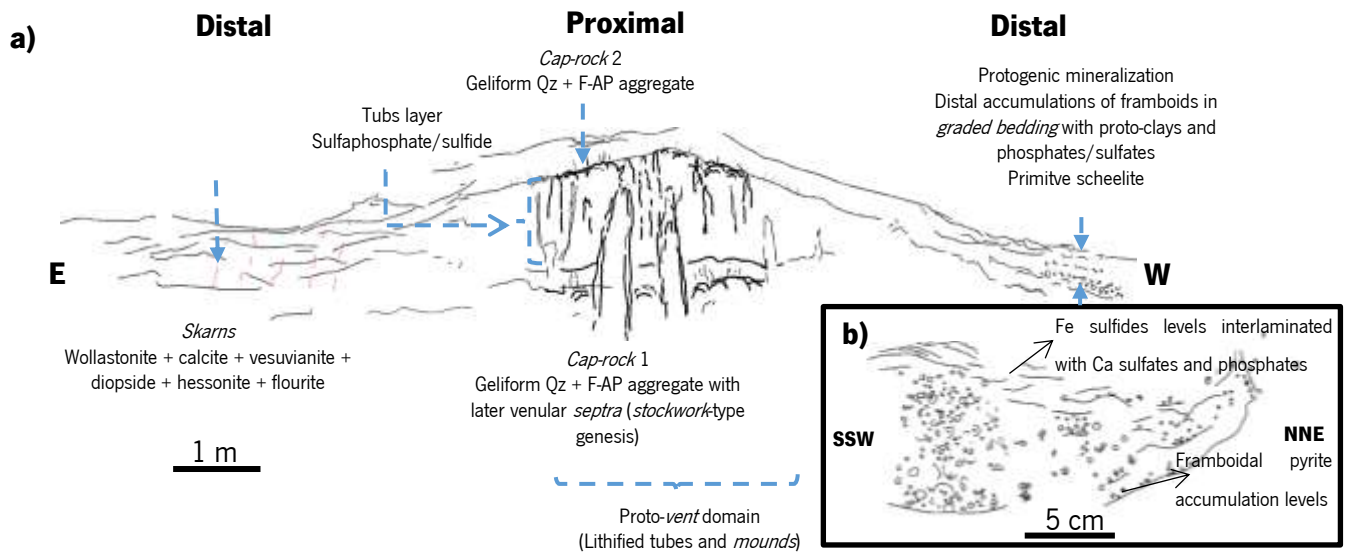 a)
Distal
Proximal
Distal
Cap-rock 2
Geliform Qz + F-AP aggregate
Tubs layer
Sulfaphosphate/sulfide
Protogenic mineralization
Distal accumulations of framboids in
graded bedding with proto-clays and
phosphates/sulfates
Primitve scheelite
E
W
Skarns
Wollastonite + calcite + vesuvianite +
diopside + hessonite + flourite
1 m
Cap-rock 1
Geliform Qz + F-AP aggregate with
later venular septra (stockwork-type
genesis)
Proto-vent domain
(Lithified tubes and mounds)
b)
Fe sulfides levels interlaminated
with Ca sulfates and phosphates
SSW
NNE
Framboidal pyrite
accumulation levels
5 cm